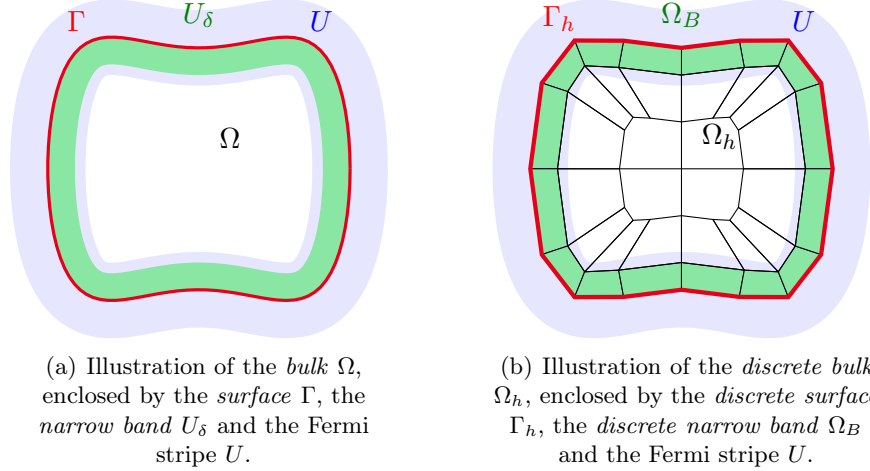 Γ U_δ U
Ω
(a) Illustration of the bulk Ω,
enclosed by the surface Γ, the
narrow band U_δ and the Fermi
stripe U.
Γ_h Ω_B U
Ω_h
(b) Illustration of the discrete bulk
Ω_h, enclosed by the discrete surface
Γ_h, the discrete narrow band Ω_B
and the Fermi stripe U.